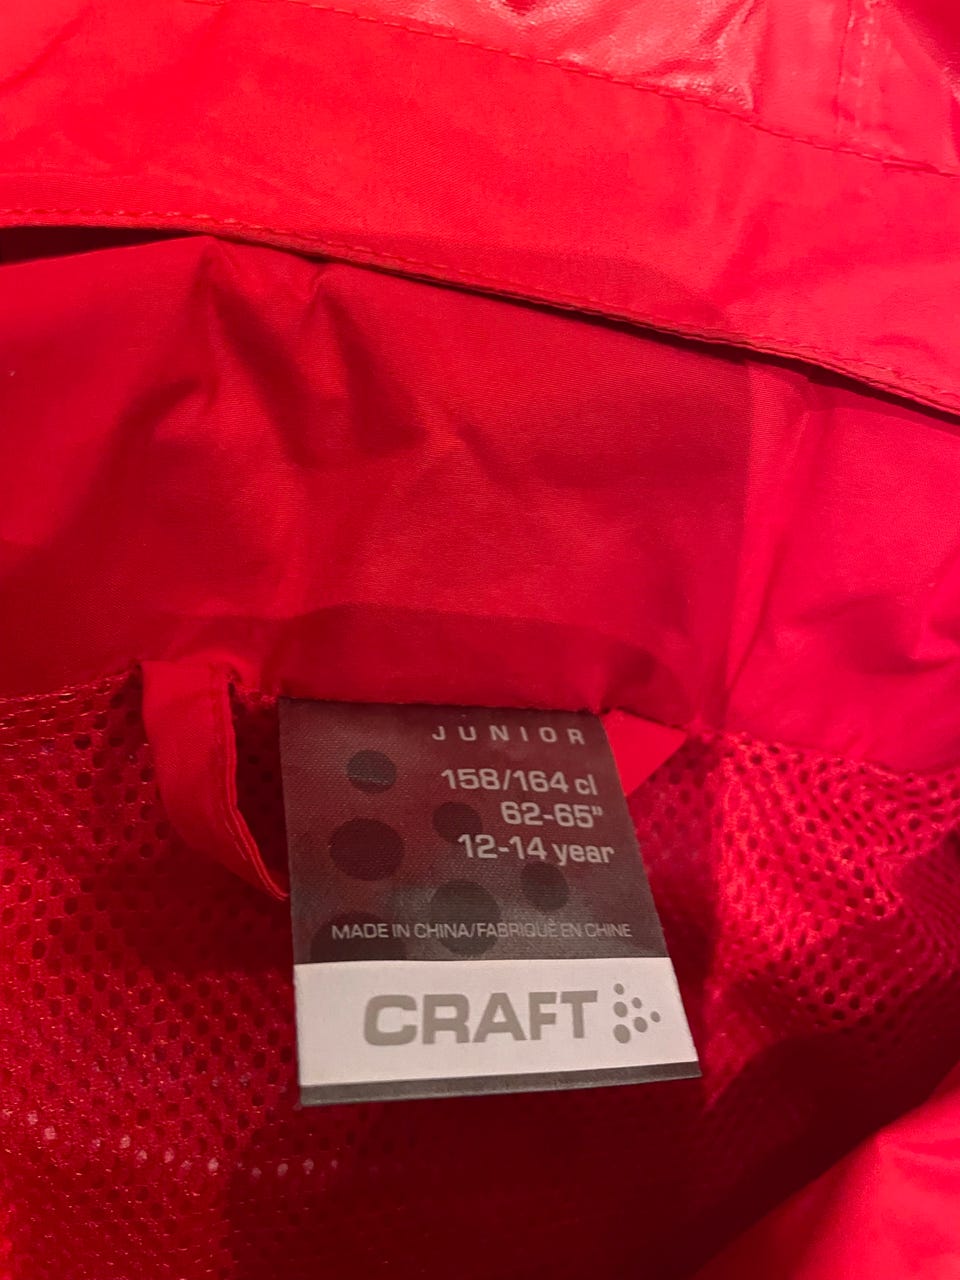 JUNIOR
158/164 cl
62-65"
12-14 year
MADE IN CHINA/FABRIQUÉ EN CHINE
CRAFT